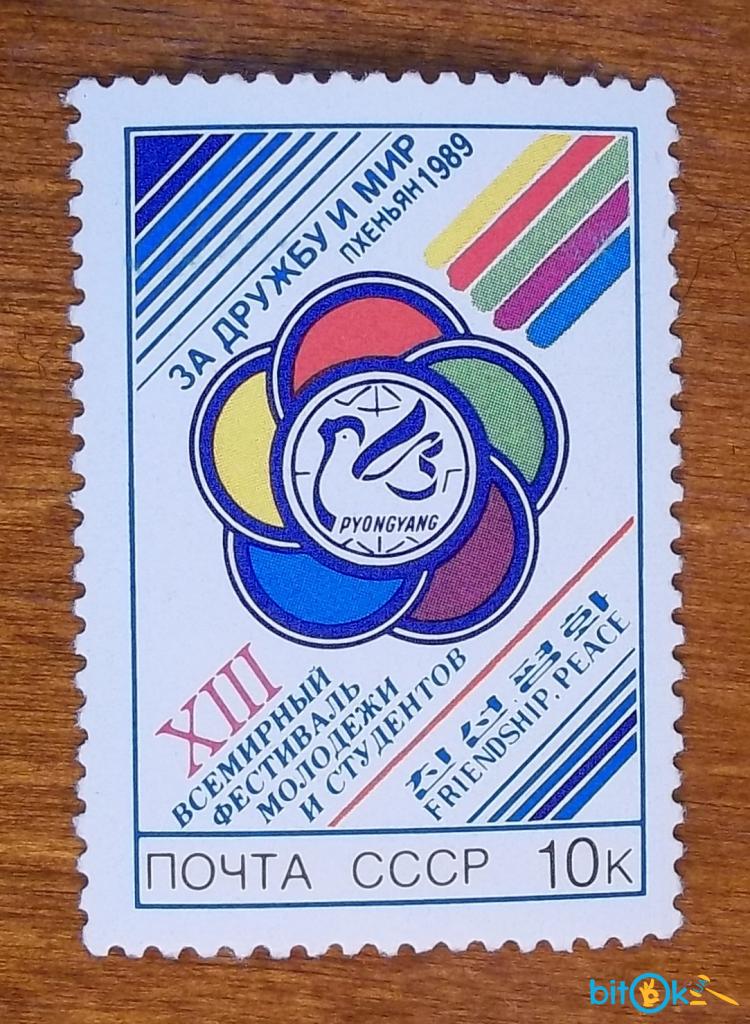 ЗА ДРУЖБУ И МИР
ПХЕНЬЯН 1989
PYONGYANG
XIII
ВСЕМИРНЫЙ
ФЕСТИВАЛЬ
МОЛОДЕЖИ
И СТУДЕНТОВ
친선 평화
FRIENDSHIP. PEACE
ПОЧТА СССР 10к
bitOk